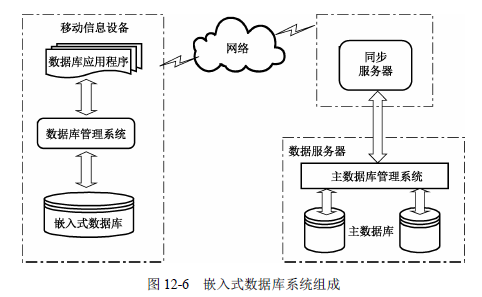 移动信息设备
数据库应用程序
数据库管理系统
嵌入式数据库
网络
同步
服务器
数据服务器
主数据库管理系统
主数据库
图 12-6 嵌入式数据库系统组成